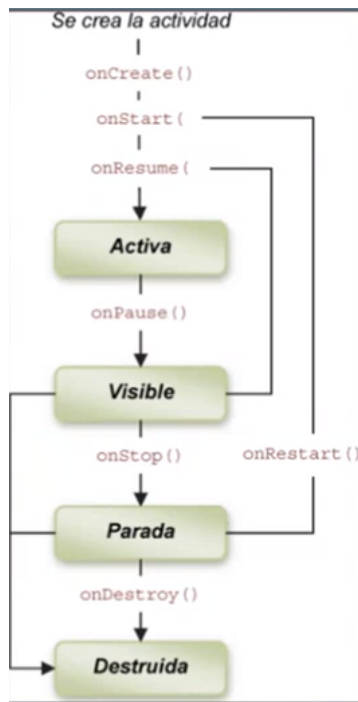 Se crea la actividad
onCreate()
onStart(
onResume(
Activa
onPause()
Visible
onStop()
onRestart()
Parada
onDestroy()
Destruida